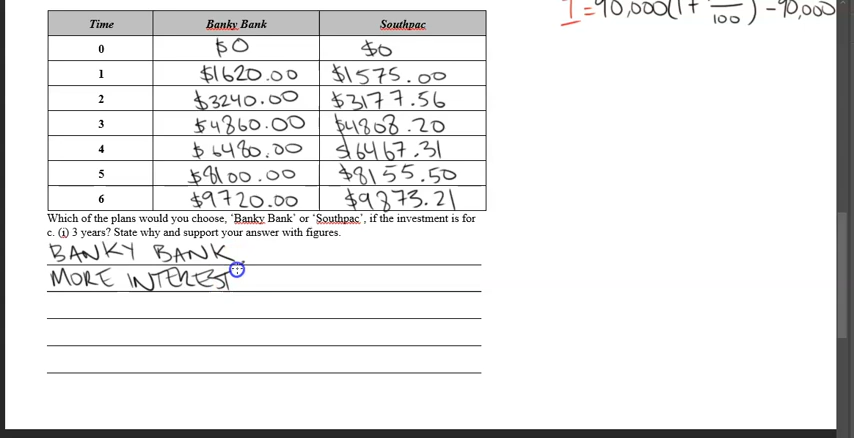 I = 90,000(1 + /100) - 90,000
Time Banky Bank Southpac
0 $0 $0
1 $1620.00 $1575.00
2 $3240.00 $3177.56
3 $4860.00 $4808.20
4 $6480.00 $6467.31
5 $8100.00 $8155.50
6 $9720.00 $9873.21
Which of the plans would you choose, ‘Banky Bank’ or ‘Southpac’, if the investment is for
c. (i) 3 years? State why and support your answer with figures.
BANKY BANK
MORE INTEREST